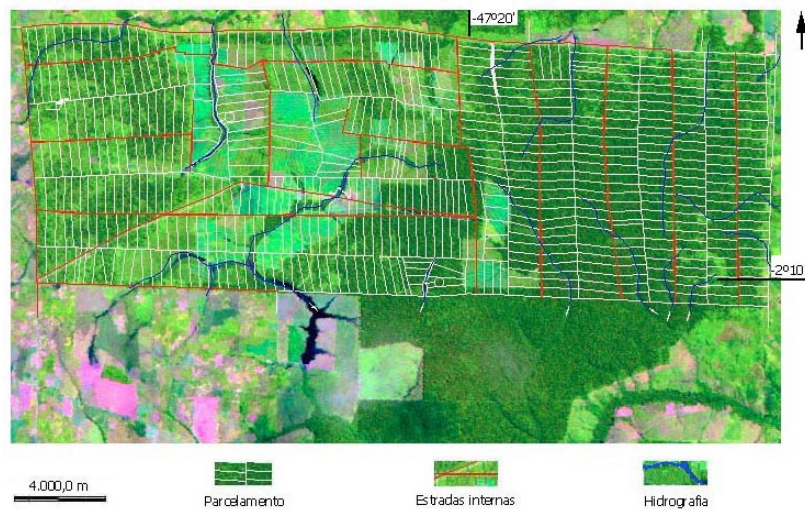 -47º20'
-2º10
4.000,0 m
Parcelamento
Estradas internas
Hidrografia